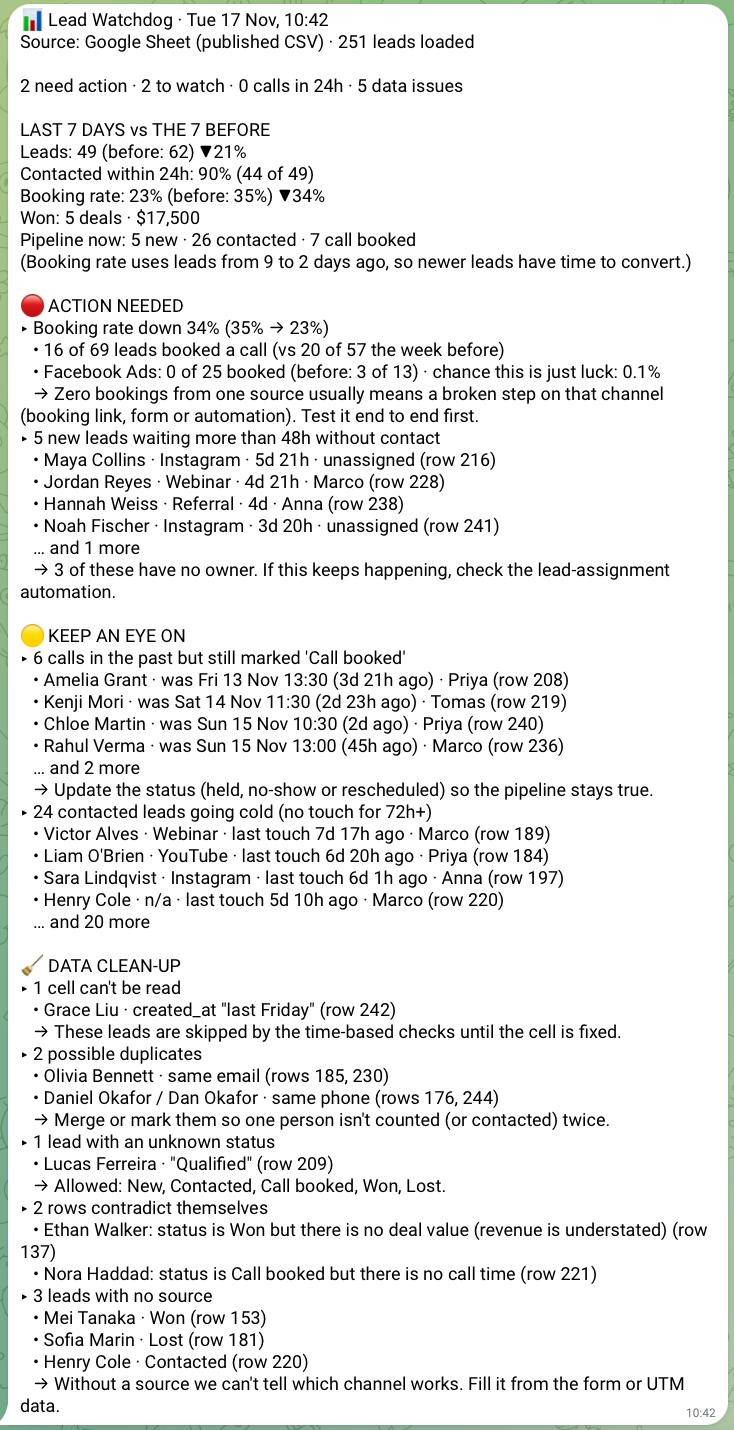 📊 Lead Watchdog · Tue 17 Nov, 10:42
Source: Google Sheet (published CSV) · 251 leads loaded
2 need action · 2 to watch · 0 calls in 24h · 5 data issues
LAST 7 DAYS vs THE 7 BEFORE
Leads: 49 (before: 62) ▼21%
Contacted within 24h: 90% (44 of 49)
Booking rate: 23% (before: 35%) ▼34%
Won: 5 deals · $17,500
Pipeline now: 5 new · 26 contacted · 7 call booked
(Booking rate uses leads from 9 to 2 days ago, so newer leads have time to convert.)
🔴 ACTION NEEDED
▸ Booking rate down 34% (35% → 23%)
• 16 of 69 leads booked a call (vs 20 of 57 the week before)
• Facebook Ads: 0 of 25 booked (before: 3 of 13) · chance this is just luck: 0.1%
→ Zero bookings from one source usually means a broken step on that channel
(booking link, form or automation). Test it end to end first.
▸ 5 new leads waiting more than 48h without contact
• Maya Collins · Instagram · 5d 21h · unassigned (row 216)
• Jordan Reyes · Webinar · 4d 21h · Marco (row 228)
• Hannah Weiss · Referral · 4d · Anna (row 238)
• Noah Fischer · Instagram · 3d 20h · unassigned (row 241)
… and 1 more
→ 3 of these have no owner. If this keeps happening, check the lead-assignment
automation.
🟡 KEEP AN EYE ON
▸ 6 calls in the past but still marked 'Call booked'
• Amelia Grant · was Fri 13 Nov 13:30 (3d 21h ago) · Priya (row 208)
• Kenji Mori · was Sat 14 Nov 11:30 (2d 23h ago) · Tomas (row 219)
• Chloe Martin · was Sun 15 Nov 10:30 (2d ago) · Priya (row 240)
• Rahul Verma · was Sun 15 Nov 13:00 (45h ago) · Marco (row 236)
… and 2 more
→ Update the status (held, no-show or rescheduled) so the pipeline stays true.
▸ 24 contacted leads going cold (no touch for 72h+)
• Victor Alves · Webinar · last touch 7d 17h ago · Marco (row 189)
• Liam O'Brien · YouTube · last touch 6d 20h ago · Priya (row 184)
• Sara Lindqvist · Instagram · last touch 6d 1h ago · Anna (row 197)
• Henry Cole · n/a · last touch 5d 10h ago · Marco (row 220)
… and 20 more
🧹 DATA CLEAN-UP
▸ 1 cell can't be read
• Grace Liu · created_at "last Friday" (row 242)
→ These leads are skipped by the time-based checks until the cell is fixed.
▸ 2 possible duplicates
• Olivia Bennett · same email (rows 185, 230)
• Daniel Okafor / Dan Okafor · same phone (rows 176, 244)
→ Merge or mark them so one person isn't counted (or contacted) twice.
▸ 1 lead with an unknown status
• Lucas Ferreira · "Qualified" (row 209)
→ Allowed: New, Contacted, Call booked, Won, Lost.
▸ 2 rows contradict themselves
• Ethan Walker: status is Won but there is no deal value (revenue is understated) (row
137)
• Nora Haddad: status is Call booked but there is no call time (row 221)
▸ 3 leads with no source
• Mei Tanaka · Won (row 153)
• Sofia Marin · Lost (row 181)
• Henry Cole · Contacted (row 220)
→ Without a source we can't tell which channel works. Fill it from the form or UTM
data.
10:42